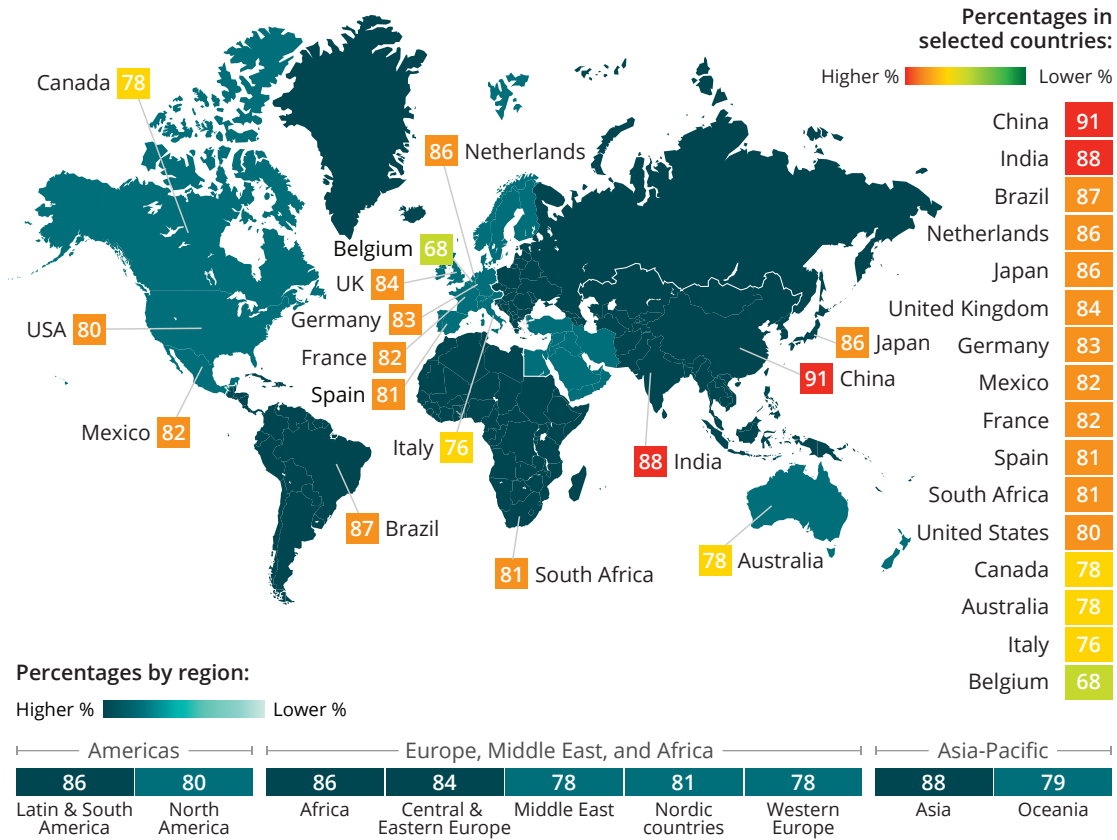 Percentages in
selected countries:
Higher % Lower %
Canada 78
86 Netherlands
Belgium 68
UK 84
Germany 83
USA 80
France 82
Spain 81
Mexico 82
Italy 76
86 Japan
91 China
88 India
87 Brazil
78 Australia
81 South Africa
China 91
India 88
Brazil 87
Netherlands 86
Japan 86
United Kingdom 84
Germany 83
Mexico 82
France 82
Spain 81
South Africa 81
United States 80
Canada 78
Australia 78
Italy 76
Belgium 68
Percentages by region:
Higher % Lower %
Americas Europe, Middle East, and Africa Asia-Pacific
86 80 86 84 78 81 78 88 79
Latin & South North Africa Central & Middle East Nordic Western Asia Oceania
America America Eastern Europe countries Europe